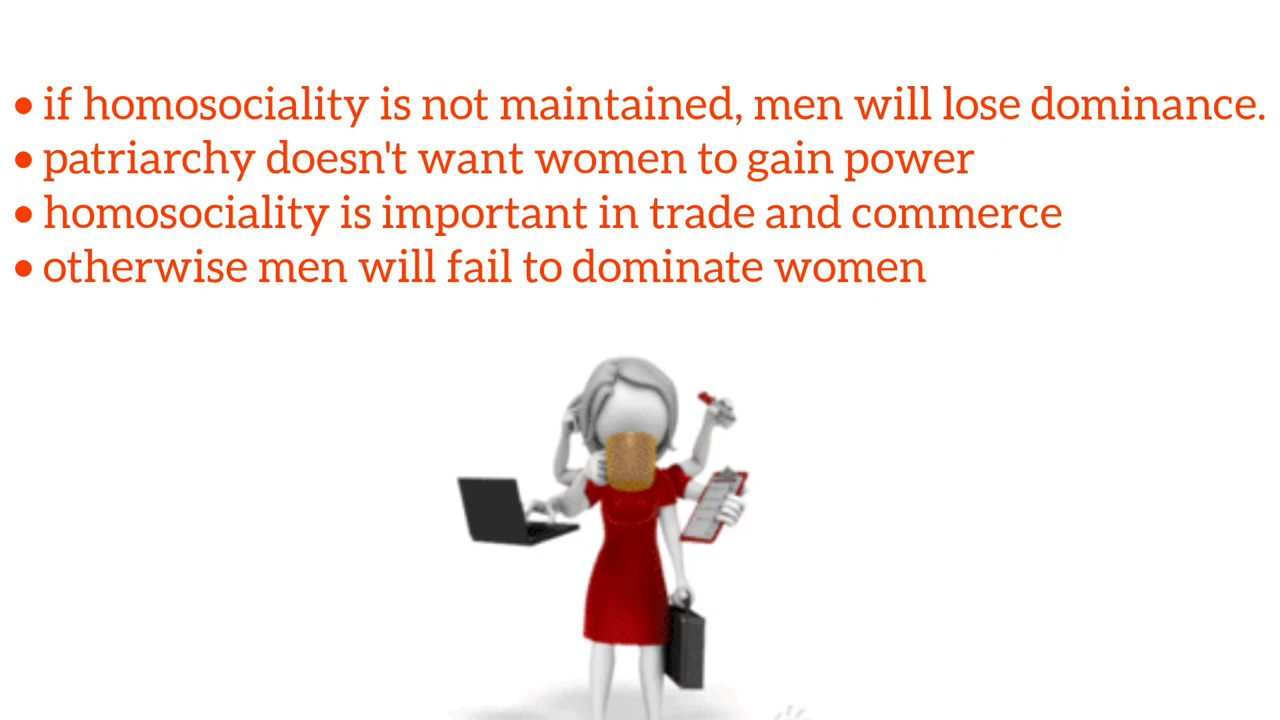 • if homosociality is not maintained, men will lose dominance.
• patriarchy doesn't want women to gain power
• homosociality is important in trade and commerce
• otherwise men will fail to dominate women